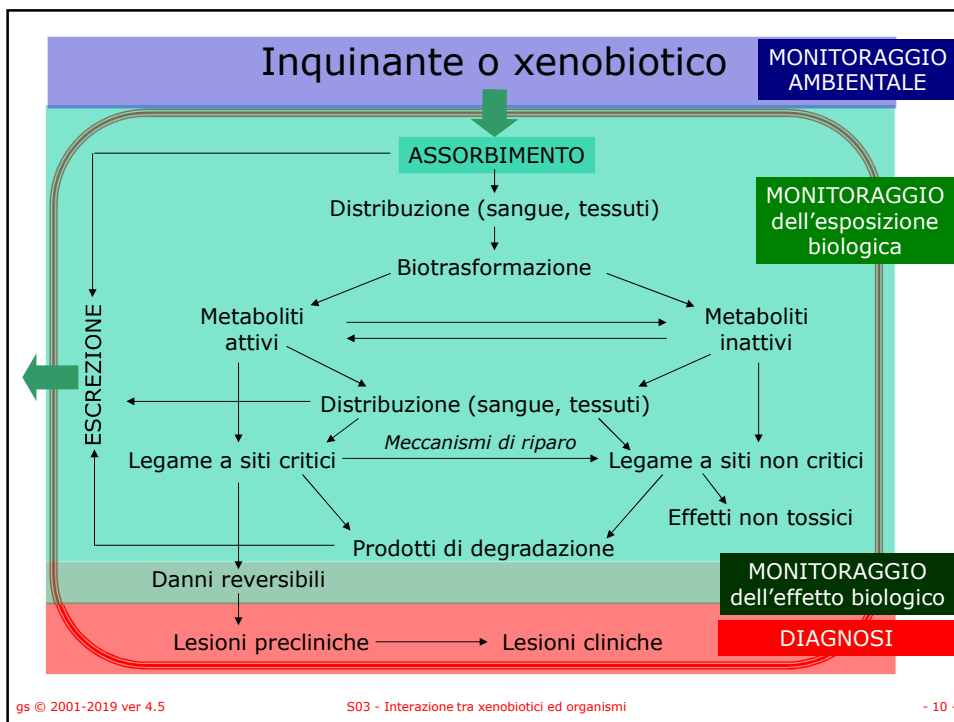 Inquinante o xenobiotico
MONITORAGGIO
AMBIENTALE
ASSORBIMENTO
Distribuzione (sangue, tessuti)
MONITORAGGIO
dell'esposizione
biologica
Biotrasformazione
Metaboliti
attivi
Metaboliti
inattivi
ESCREZIONE
Distribuzione (sangue, tessuti)
Meccanismi di riparo
Legame a siti critici
Legame a siti non critici
Effetti non tossici
Prodotti di degradazione
Danni reversibili
MONITORAGGIO
dell'effetto biologico
Lesioni precliniche
Lesioni cliniche
DIAGNOSI
gs © 2001-2019 ver 4.5
S03 - Interazione tra xenobiotici ed organismi
- 10 -